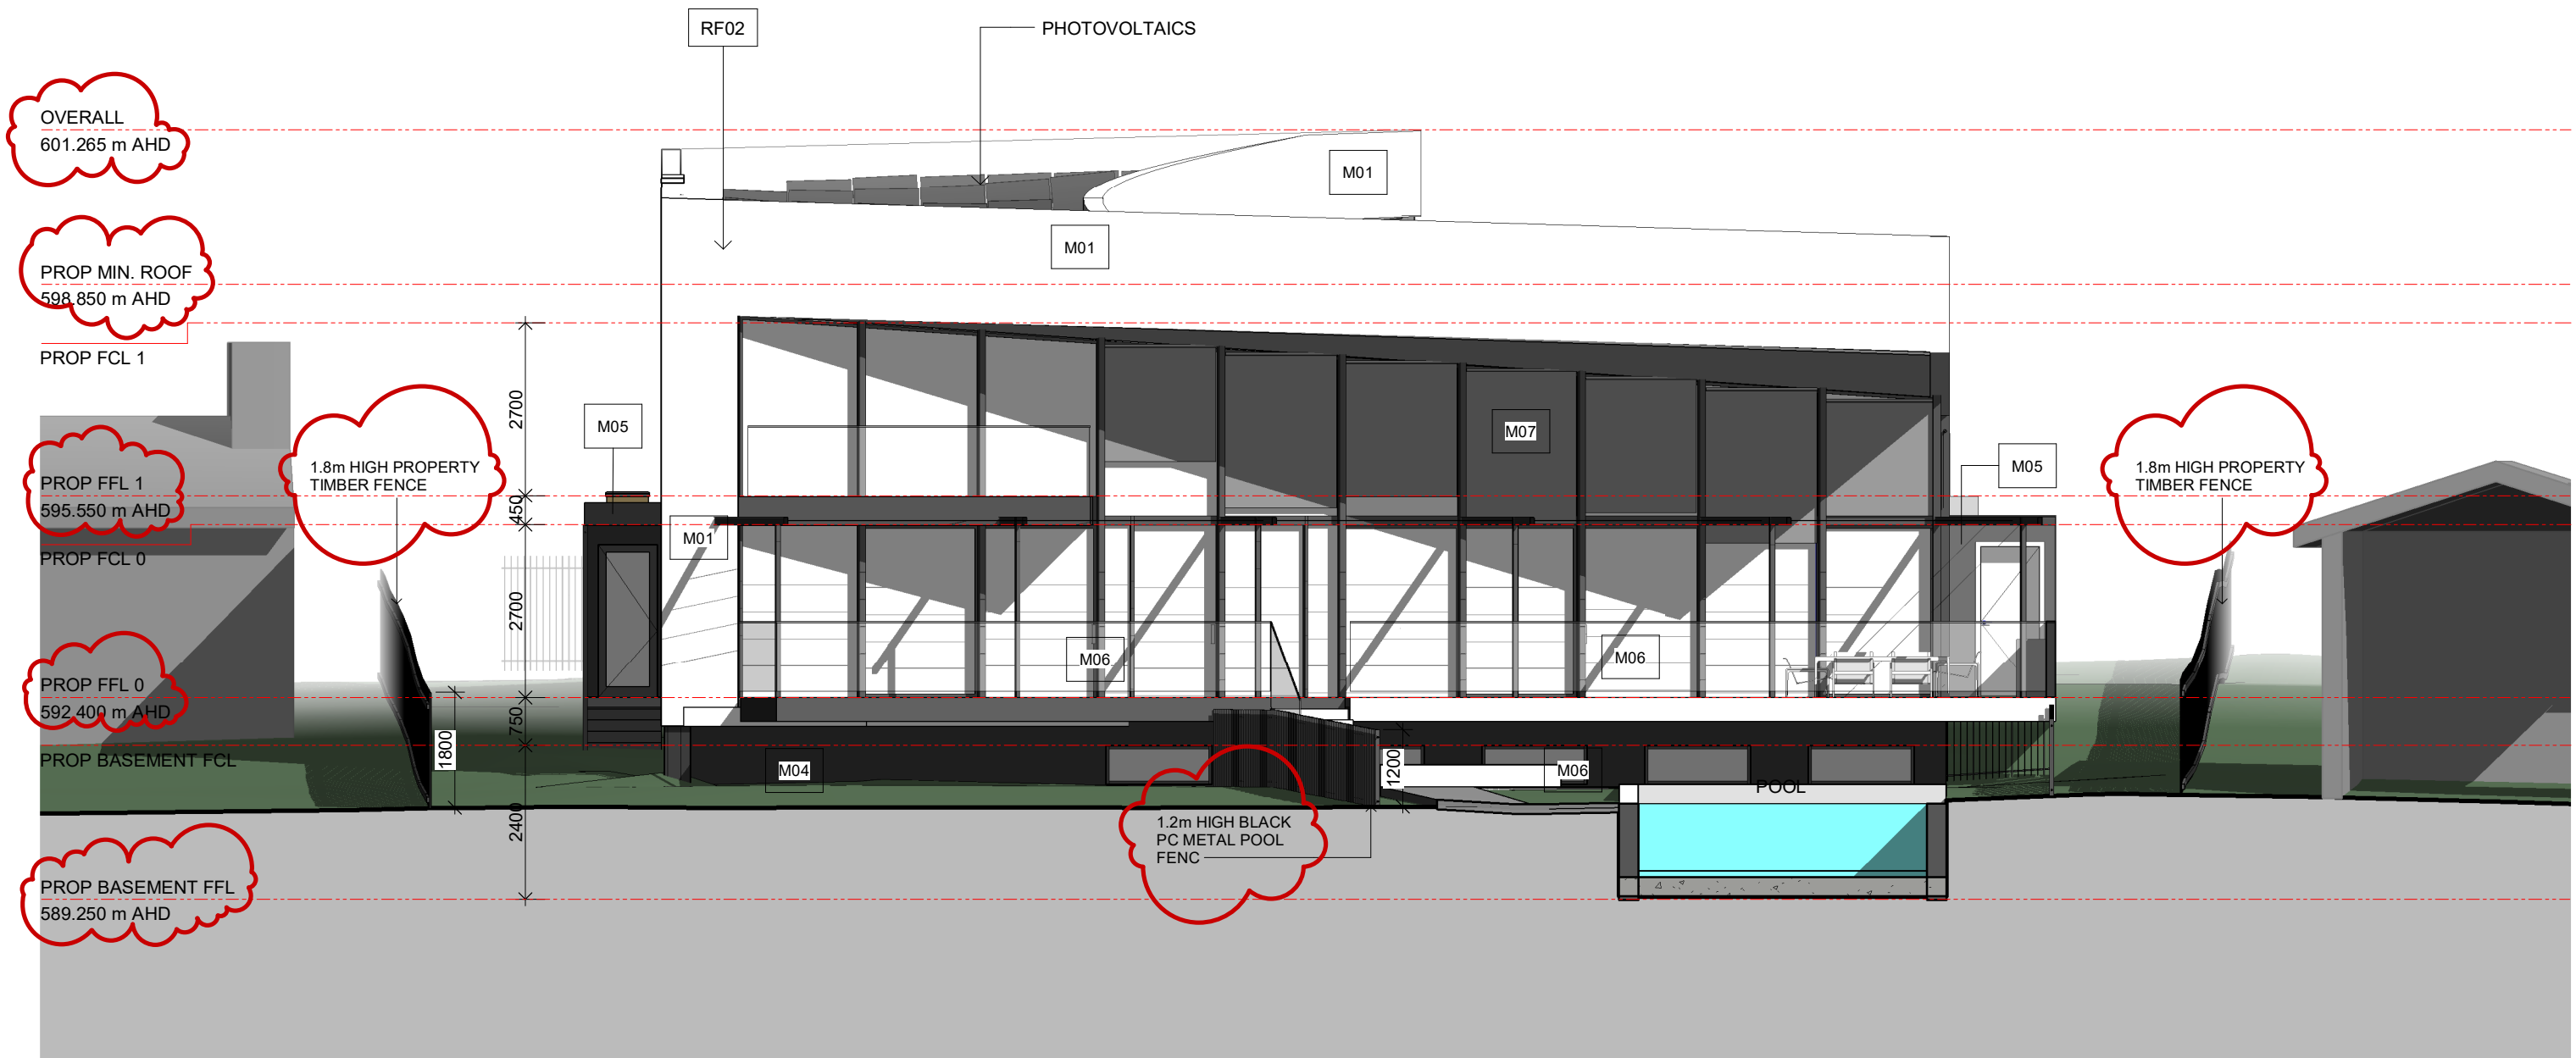 RF02
PHOTOVOLTAICS
OVERALL
601.265 m AHD
M01
M01
PROP MIN. ROOF
598.850 m AHD
PROP FCL 1
2700
M05
M07
1.8m HIGH PROPERTY
TIMBER FENCE
M05
1.8m HIGH PROPERTY
TIMBER FENCE
PROP FFL 1
595.550 m AHD
450
M01
PROP FCL 0
2700
M06
M06
PROP FFL 0
592.400 m AHD
750
1800
PROP BASEMENT FCL
M04
1200
M06
POOL
2400
1.2m HIGH BLACK
PC METAL POOL
FENC
PROP BASEMENT FFL
589.250 m AHD